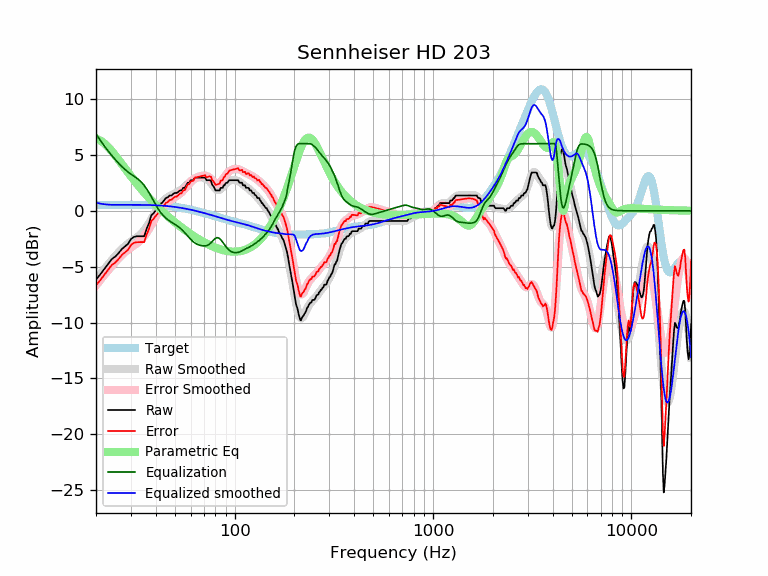 Sennheiser HD 203
Amplitude (dBr)
10
5
0
−5
−10
−15
−20
−25
Target
Raw Smoothed
Error Smoothed
Raw
Error
Parametric Eq
Equalization
Equalized smoothed
100 1000 10000
Frequency (Hz)